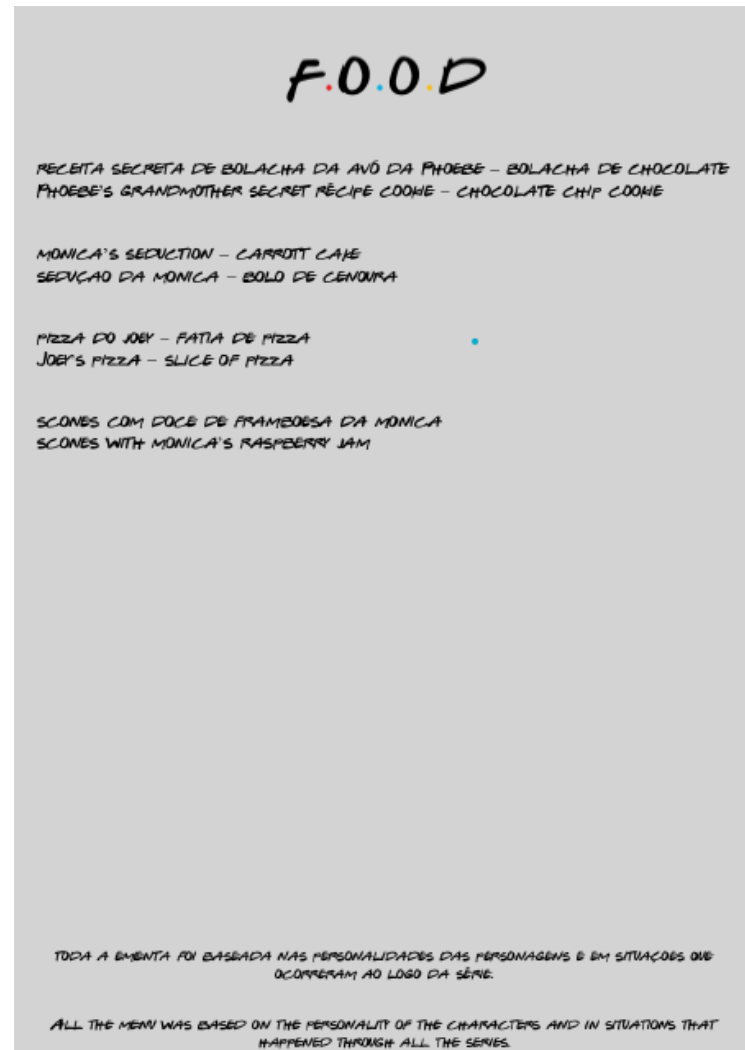 F.O.O.D
RECEITA SECRETA DE BOLACHA DA AVÓ DA PHOEBE – BOLACHA DE CHOCOLATE
PHOEBE'S GRANDMOTHER SECRET RÉCIPE COOKIE – CHOCOLATE CHIP COOKIE
MONICA'S SEDUCTION – CARROTT CAKE
SEDUÇAO DA MONICA – BOLO DE CENOURA
PIZZA DO JOEY – FATIA DE PIZZA
JOEY'S PIZZA – SLICE OF PIZZA
SCONES COM DOCE DE FRAMBOESA DA MONICA
SCONES WITH MONICA'S RASPBERRY JAM
TODA A EMENTA FOI BASEADA NAS PERSONALIDADES DAS PERSONAGENS E EM SITUAÇOES QUE
OCORRERAM AO LOGO DA SÉRIE.
ALL THE MENU WAS BASED ON THE PERSONALITY OF THE CHARACTERS AND IN SITUATIONS THAT
HAPPENED THROUGH ALL THE SERIES.